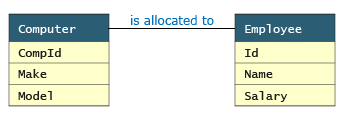 is allocated to
Computer
CompId
Make
Model
Employee
Id
Name
Salary